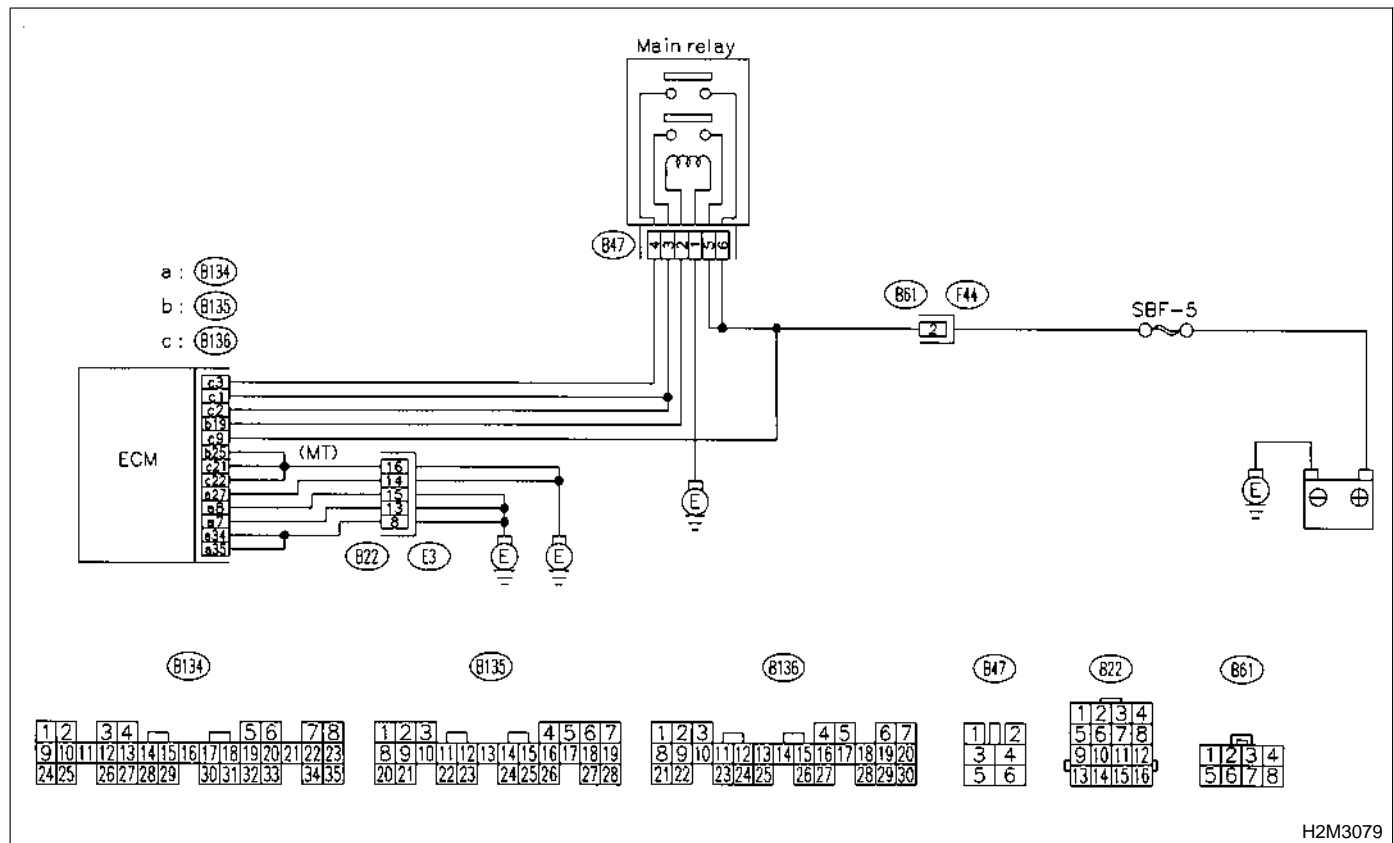 Main relay
B47
4 3 2 1 5 6
a : B134
b : B135
c : B136
B61 F44
SBF-5
2
ECM
c3
c1
c2
b19
c9
b25
c21
c22
a27
a8
a7
a34
a35
(MT)
16
14
15
13
8
B22 E3
E E E E
⊖ ⊕
B134 B135 B136 B47 B22 B61
1 2 3 4 5 6 7 8
9 10 11 12 13 14 15 16 17 18 19 20 21 22 23
24 25 26 27 28 29 30 31 32 33 34 35
1 2 3 4 5 6 7
8 9 10 11 12 13 14 15 16 17 18 19
20 21 22 23 24 25 26 27 28
1 2 3 4 5 6 7
8 9 10 11 12 13 14 15 16 17 18 19 20
21 22 23 24 25 26 27 28 29 30
1 2
3 4
5 6
1 2 3 4
5 6 7 8
9 10 11 12
13 14 15 16
1 2 3 4
5 6 7 8
H2M3079